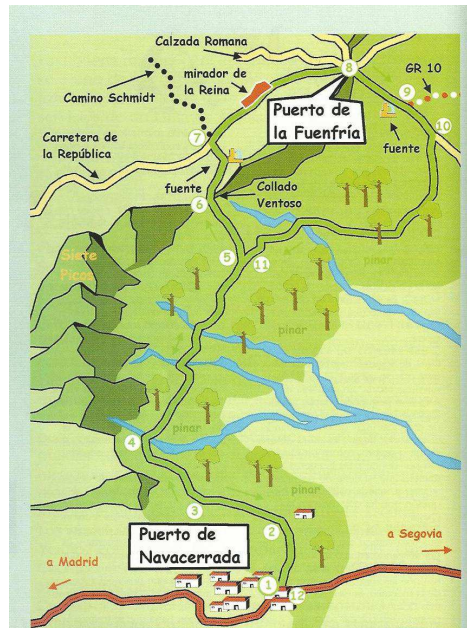 Calzada Romana
mirador de
la Reina
GR 10
Camino Schmidt
8
9
Puerto de
la Fuenfría
fuente
10
Carretera de
la República
7
fuente
Collado
Ventoso
6
Siete
Picos
5
11
pinar
pinar
pinar
4
pinar
3
2
Puerto de
Navacerrada
a Segovia
a Madrid
1
12